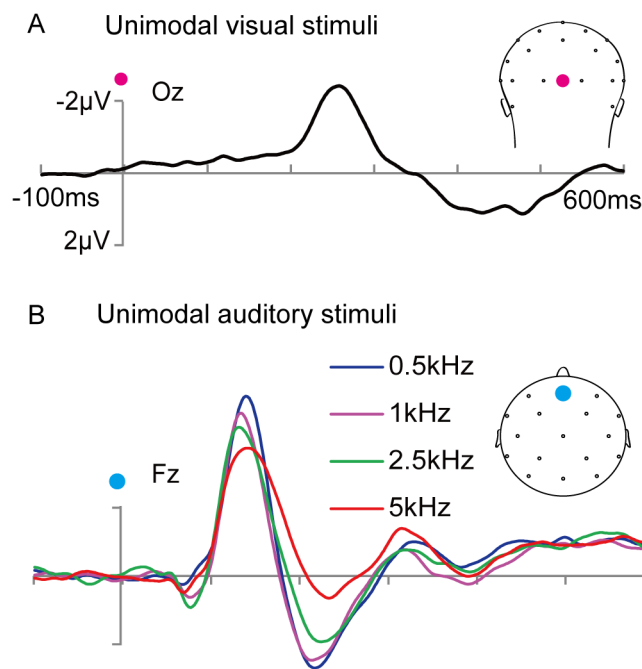 A Unimodal visual stimuli
Oz
-2µV
-100ms
600ms
2µV
B Unimodal auditory stimuli
0.5kHz
1kHz
2.5kHz
Fz
5kHz